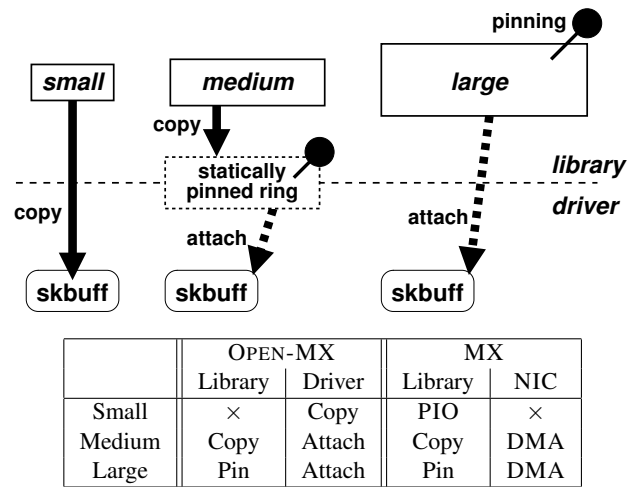 pinning
small
medium
large
copy
statically
pinned ring
library
driver
copy
attach
attach
skbuff
skbuff
skbuff
OPEN-MX MX
Library Driver Library NIC
Small × Copy PIO ×
Medium Copy Attach Copy DMA
Large Pin Attach Pin DMA